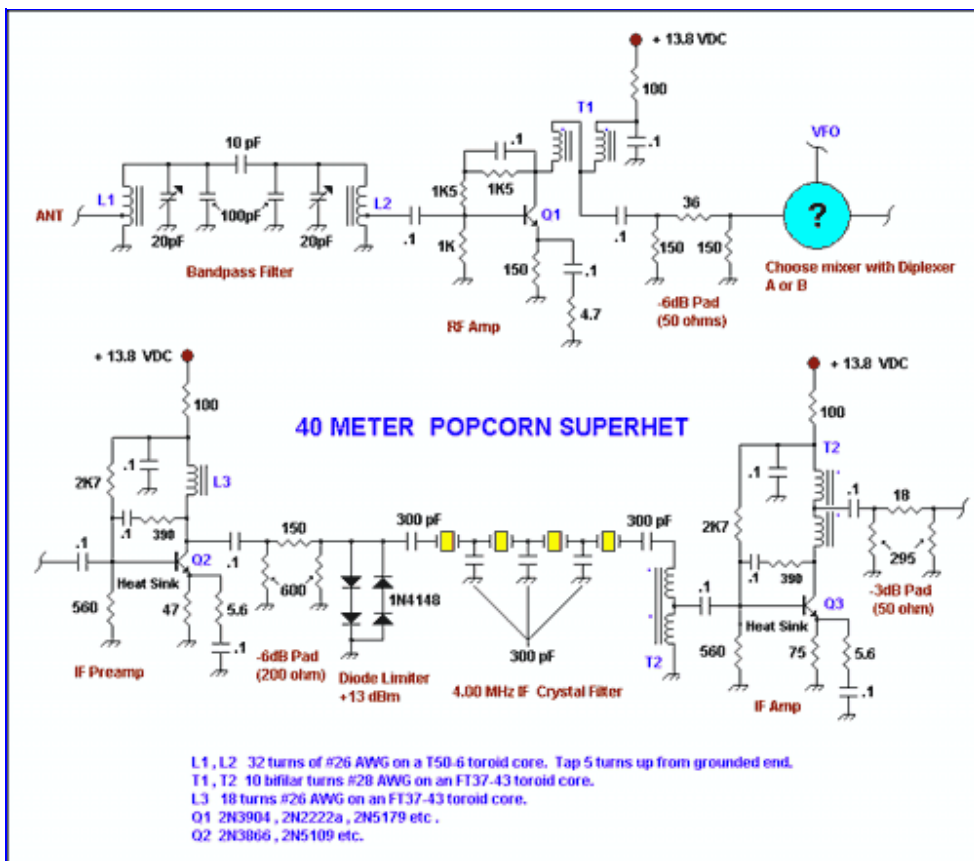 + 13.8 VDC
100
T1
.1
VFO
10 pF
.1
1K5
1K5
L1
L2
36
ANT
100pF
Q1
?
20pF
20pF
.1
1K
.1
150
150
Bandpass Filter
150
.1
Choose mixer with Diplexer
A or B
-6dB Pad
(50 ohms)
4.7
RF Amp
+ 13.8 VDC
+ 13.8 VDC
100
100
40 METER POPCORN SUPERHET
T2
.1
.1
2K7
L3
.1
18
.1
390
150
300 pF
300 pF
2K7
.1
Q2
.1
.1
.1
390
295
Heat Sink
600
1N4148
Q3
-3dB Pad
(50 ohm)
560
47
5.6
Heat Sink
300 pF
560
75
5.6
.1
-6dB Pad
(200 ohm)
T2
IF Preamp
Diode Limiter
+13 dBm
4.00 MHz IF Crystal Filter
.1
IF Amp
L1 , L2 32 turns of #26 AWG on a T50-6 toroid core. Tap 5 turns up from grounded end.
T1 , T2 10 bifilar turns #28 AWG on an FT37-43 toroid core.
L3 18 turns #26 AWG on an FT37-43 toroid core.
Q1 2N3904 , 2N2222a , 2N5179 etc .
Q2 2N3866 , 2N5109 etc.